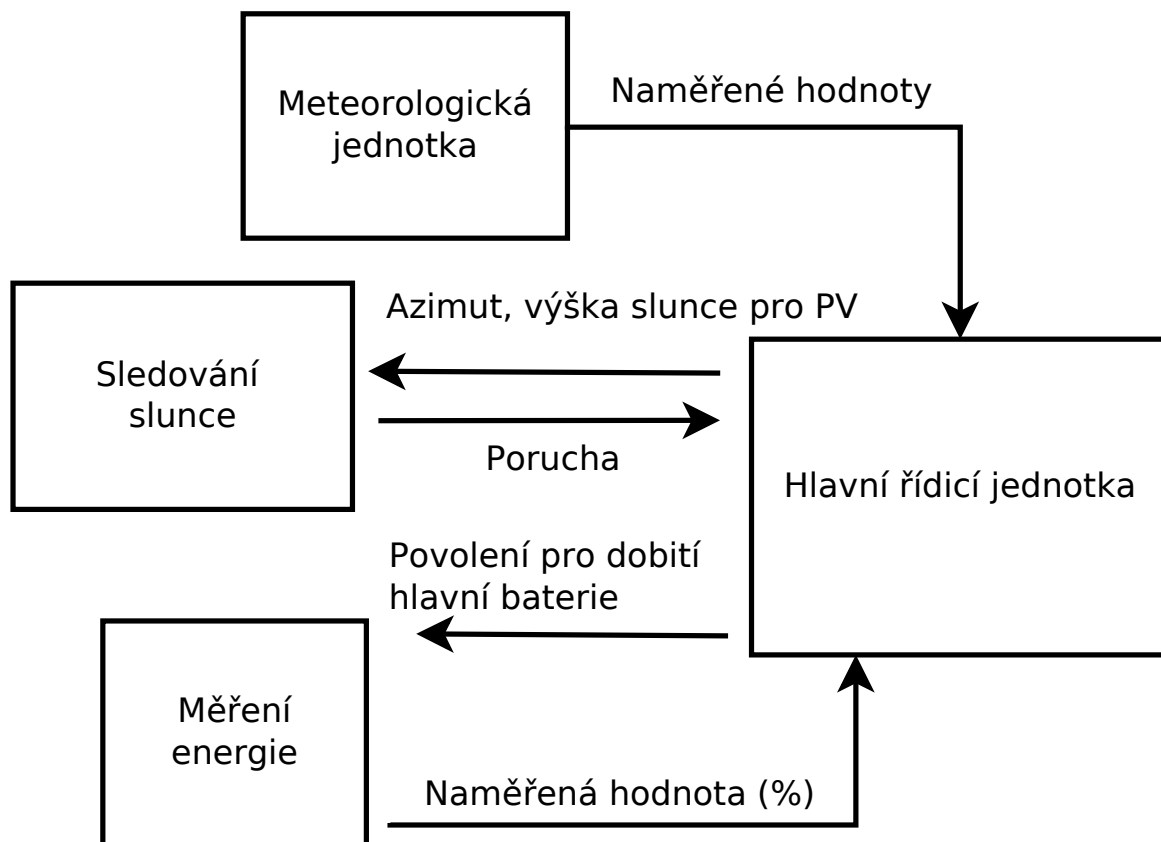 Meteorologická
jednotka
Naměřené hodnoty
Azimut, výška slunce pro PV
Sledování
slunce
Porucha
Hlavní řídicí jednotka
Povolení pro dobití
hlavní baterie
Měření
energie
Naměřená hodnota (%)